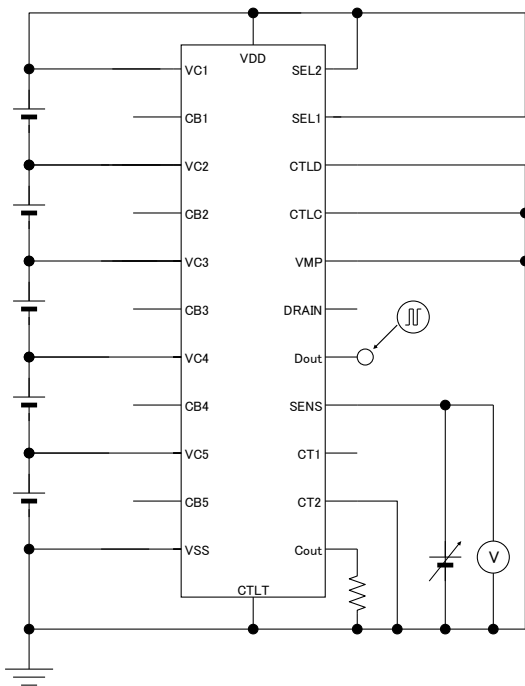 VDD
VC1
CB1
VC2
CB2
VC3
CB3
VC4
CB4
VC5
CB5
VSS
CTLT
SEL2
SEL1
CTLD
CTLC
VMP
DRAIN
Dout
SENS
CT1
CT2
Cout
V